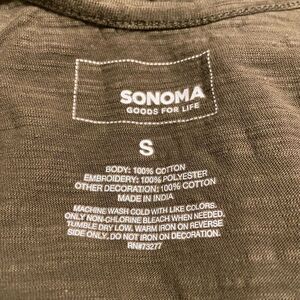 SONOMA
GOODS FOR LIFE
S
BODY: 100% COTTON
EMBROIDERY: 100% POLYESTER
OTHER DECORATION: 100% COTTON
MADE IN INDIA
MACHINE WASH COLD WITH LIKE COLORS.
ONLY NON-CHLORINE BLEACH WHEN NEEDED.
TUMBLE DRY LOW. WARM IRON ON REVERSE
SIDE ONLY. DO NOT IRON ON DECORATION.
RN#73277